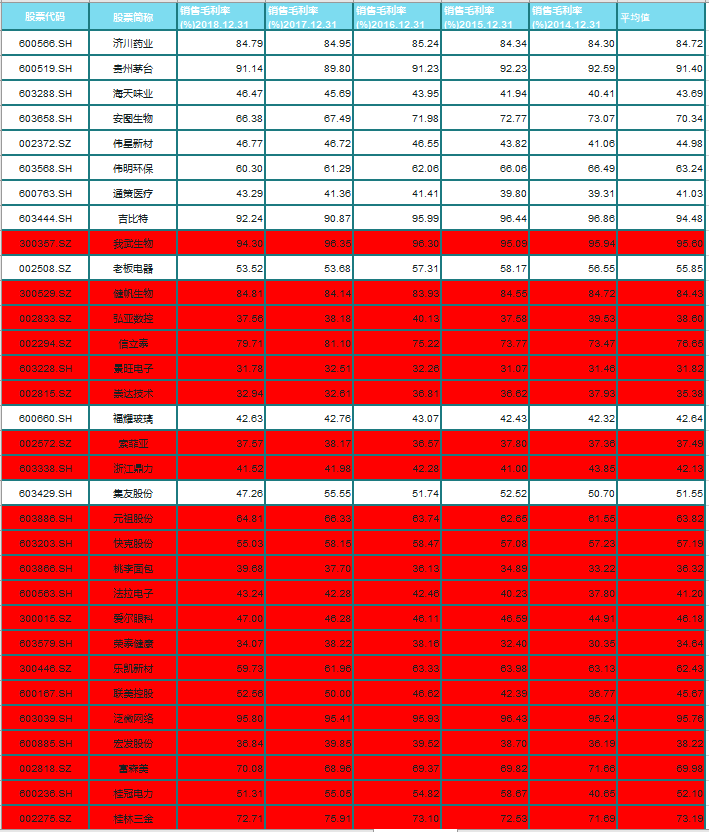 股票代码 股票简称 销售毛利率 销售毛利率 销售毛利率 销售毛利率 销售毛利率 平均值
(%)2018.12.31 (%)2017.12.31 (%)2016.12.31 (%)2015.12.31 (%)2014.12.31
600566.SH 济川药业 84.79 84.95 85.24 84.34 84.30 84.72
600519.SH 贵州茅台 91.14 89.80 91.23 92.23 92.59 91.40
603288.SH 海天味业 46.47 45.69 43.95 41.94 40.41 43.69
603658.SH 安图生物 66.38 67.49 71.98 72.77 73.07 70.34
002372.SZ 伟星新材 46.77 46.72 46.55 43.82 41.06 44.98
603568.SH 伟明环保 60.30 61.29 62.06 66.06 66.49 63.24
600763.SH 通策医疗 43.29 41.36 41.41 39.80 39.31 41.03
603444.SH 吉比特 92.24 90.87 95.99 96.44 96.86 94.48
300357.SZ 我武生物 94.30 96.35 96.30 95.09 95.94 95.60
002508.SZ 老板电器 53.52 53.68 57.31 58.17 56.55 55.85
300529.SZ 健帆生物 84.81 84.14 83.93 84.55 84.72 84.43
002833.SZ 弘亚数控 37.56 38.18 40.13 37.58 39.53 38.60
002294.SZ 信立泰 79.71 81.10 75.22 73.77 73.47 76.65
603228.SH 景旺电子 31.78 32.51 32.26 31.07 31.46 31.82
002815.SZ 崇达技术 32.94 32.61 36.81 36.62 37.93 35.38
600660.SH 福耀玻璃 42.63 42.76 43.07 42.43 42.32 42.64
002572.SZ 索菲亚 37.57 38.17 36.57 37.80 37.36 37.49
603338.SH 浙江鼎力 41.52 41.98 42.28 41.00 43.85 42.13
603429.SH 集友股份 47.26 55.55 51.74 52.52 50.70 51.55
603886.SH 元祖股份 64.81 66.33 63.74 62.65 61.55 63.82
603203.SH 快克股份 55.03 58.15 58.47 57.08 57.23 57.19
603866.SH 桃李面包 39.68 37.70 36.13 34.89 33.22 36.32
600563.SH 法拉电子 43.24 42.28 42.46 40.23 37.80 41.20
300015.SZ 爱尔眼科 47.00 46.28 46.11 46.59 44.91 46.18
603579.SH 荣泰健康 34.07 38.22 38.16 32.40 30.35 34.64
300446.SZ 乐凯新材 59.73 61.96 63.33 63.98 63.13 62.43
600167.SH 联美控股 52.56 50.00 46.62 42.39 36.77 45.67
603039.SH 泛微网络 95.80 95.41 95.93 96.43 95.24 95.76
600885.SH 宏发股份 36.84 39.85 39.52 38.70 36.19 38.22
002818.SZ 富森美 70.08 68.96 69.37 69.82 71.66 69.98
600236.SH 桂冠电力 51.31 55.05 54.82 58.67 40.65 52.10
002275.SZ 桂林三金 72.71 75.91 73.10 72.53 71.69 73.19